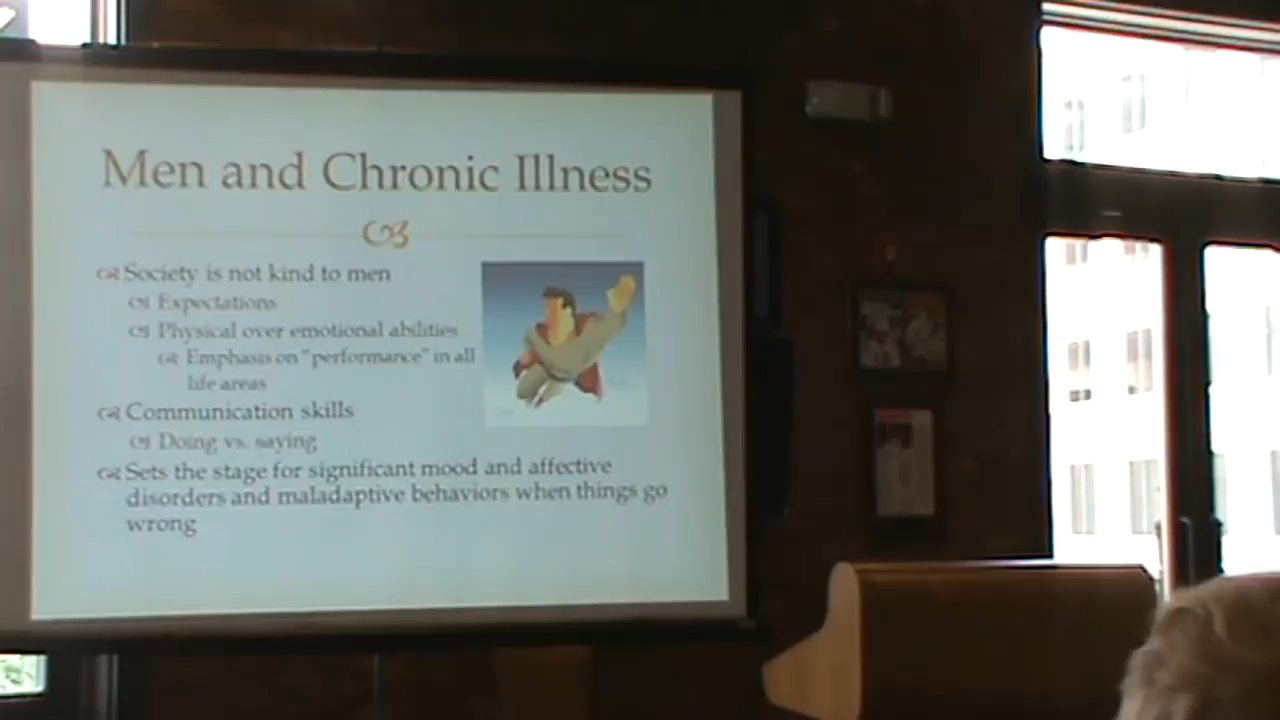 Men and Chronic Illness
Society is not kind to men
Expectations
Physical over emotional abilities
Emphasis on "performance" in all
life areas
Communication skills
Doing vs. saying
Sets the stage for significant mood and affective
disorders and maladaptive behaviors when things go
wrong